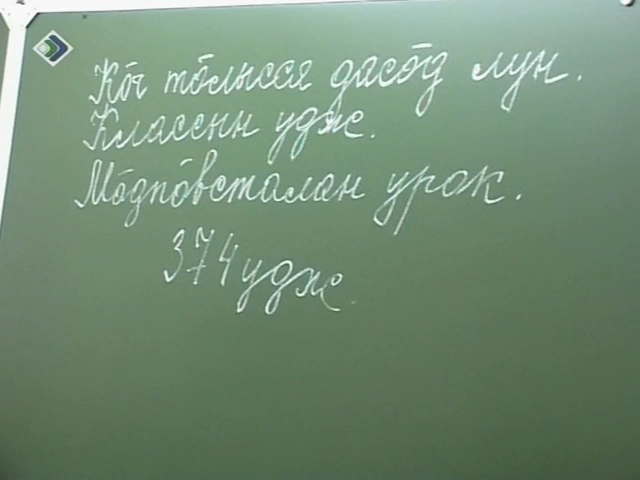 Кӧч тӧлысся дасӧд лун.
Классын удж.
Мӧдпӧвсталан урок.
374 удж